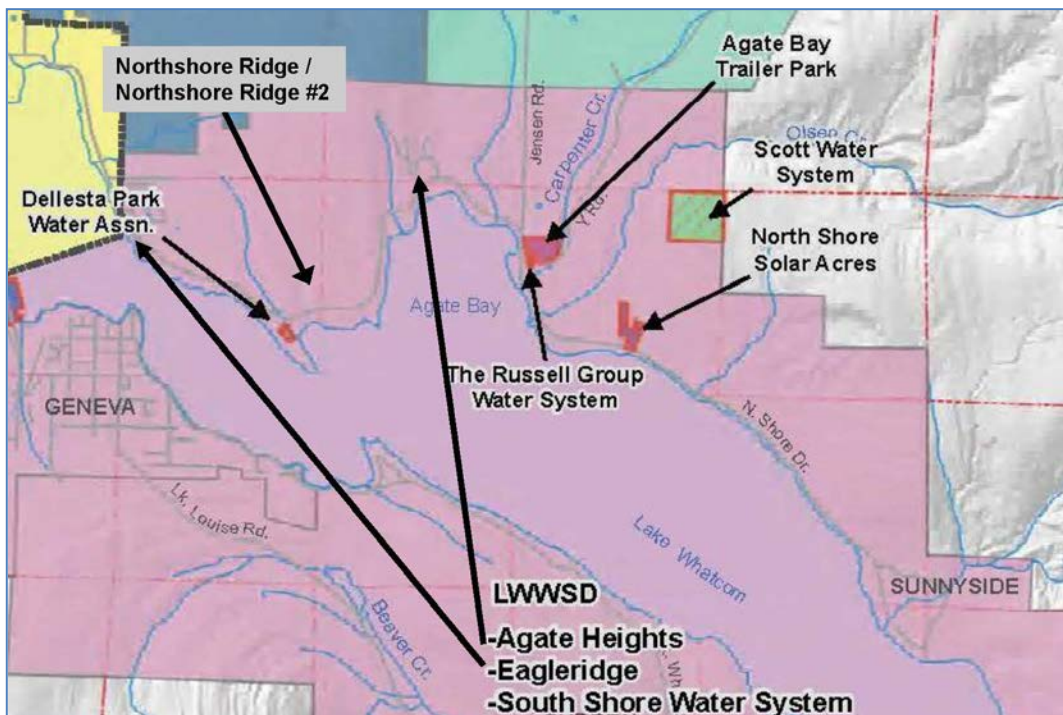 Northshore Ridge /
Northshore Ridge #2
Agate Bay
Trailer Park
Jensen Rd.
Carpenter Cr.
Y Rd.
Olsen Cr.
Scott Water
System
Dellesta Park
Water Assn.
North Shore
Solar Acres
Agate Bay
The Russell Group
Water System
GENEVA
N. Shore Dr.
Lk. Louise Rd.
Lake Whatcom
SUNNYSIDE
Beaver Cr.
LWWSD
-Agate Heights
-Eagleridge
-South Shore Water System